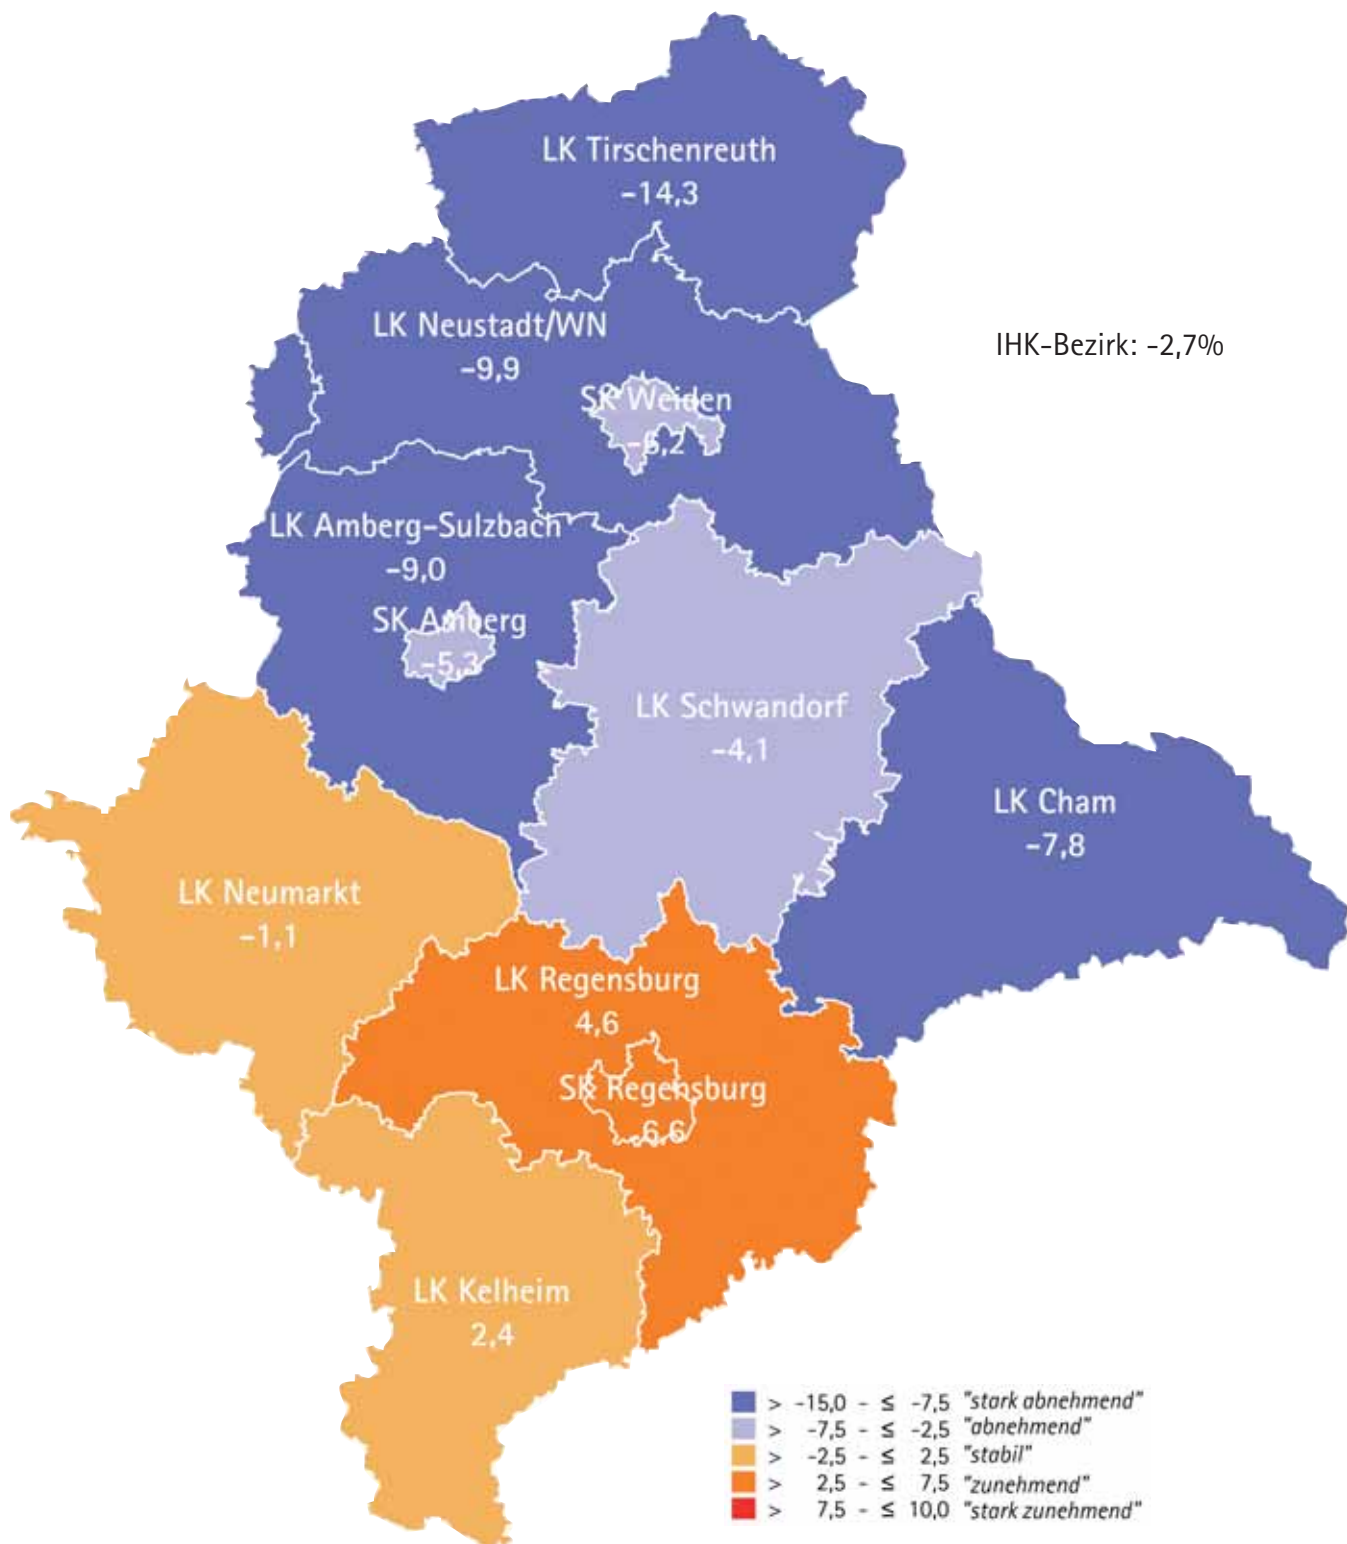 LK Tirschenreuth
-14,3
LK Neustadt/WN
-9,9
IHK-Bezirk: -2,7%
SK Weiden
-6,2
LK Amberg-Sulzbach
-9,0
SK Amberg
-5,3
LK Schwandorf
-4,1
LK Cham
-7,8
LK Neumarkt
-1,1
LK Regensburg
4,6
SK Regensburg
6,6
LK Kelheim
2,4
> -15,0 - ≤ -7,5 "stark abnehmend"
> -7,5 - ≤ -2,5 "abnehmend"
> -2,5 - ≤ 2,5 "stabil"
> 2,5 - ≤ 7,5 "zunehmend"
> 7,5 - ≤ 10,0 "stark zunehmend"